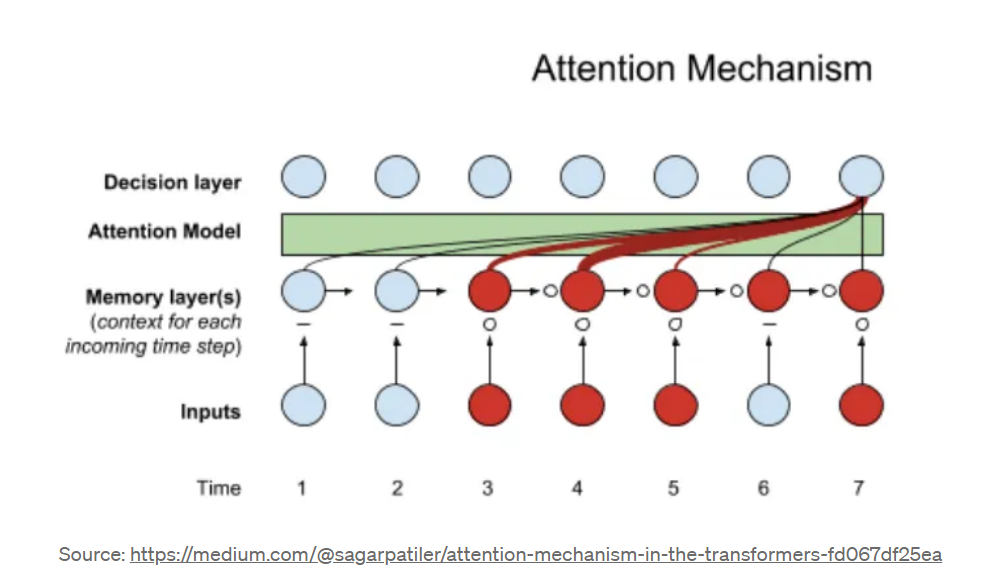 Attention Mechanism
Decision layer
Attention Model
Memory layer(s)
(context for each
incoming time step)
Inputs
Time 1 2 3 4 5 6 7
Source: https://medium.com/@sagarpatiler/attention-mechanism-in-the-transformers-fd067df25ea